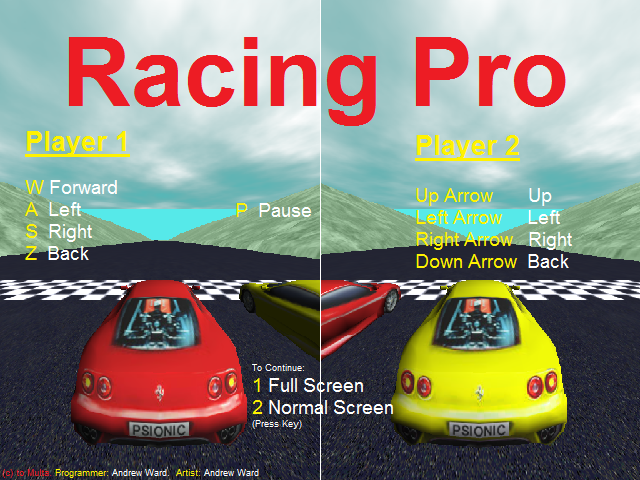 Racing Pro
Player 1
W Forward
A Left
S Right
Z Back
P Pause
Player 2
Up Arrow Up
Left Arrow Left
Right Arrow Right
Down Arrow Back
To Continue:
1 Full Screen
2 Normal Screen
(Press Key)
PSIONIC
PSIONIC
Programmer: Andrew Ward. Artist: Andrew Ward